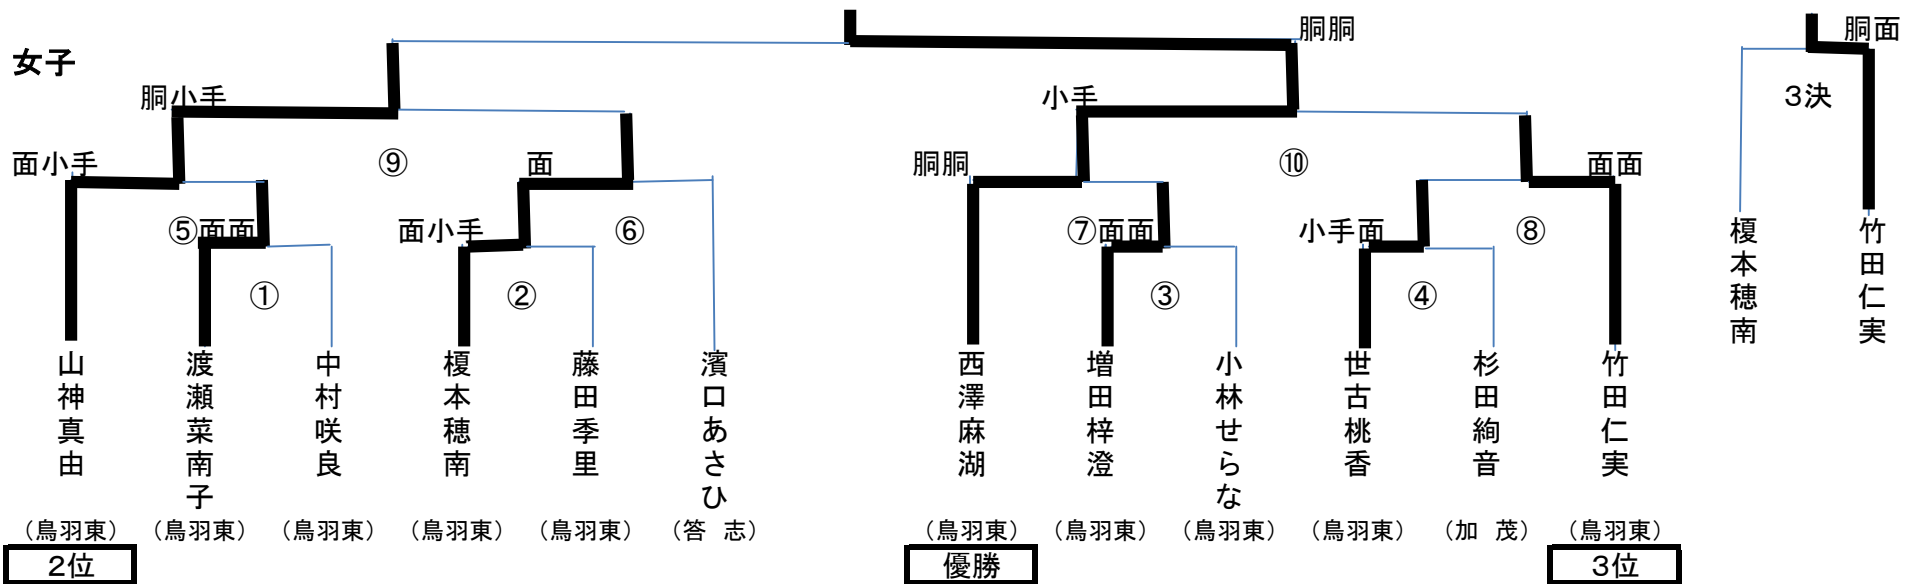 胴胴
胴面
女子
胴小手
小手
3決
面小手
⑨
面
胴胴
⑩
面面
⑤面面
面小手
⑥
⑦面面
小手面
⑧
①
②
③
④
榎本穂南
竹田仁実
山神真由
渡瀬菜南子
中村咲良
榎本穂南
藤田季里
濱口あさひ
西澤麻湖
増田梓澄
小林せらな
世古桃香
杉田絢音
竹田仁実
（鳥羽東）
（鳥羽東）
（鳥羽東）
（鳥羽東）
（鳥羽東）
（答　志）
（鳥羽東）
（鳥羽東）
（鳥羽東）
（鳥羽東）
（加　茂）
（鳥羽東）
2位
優勝
3位